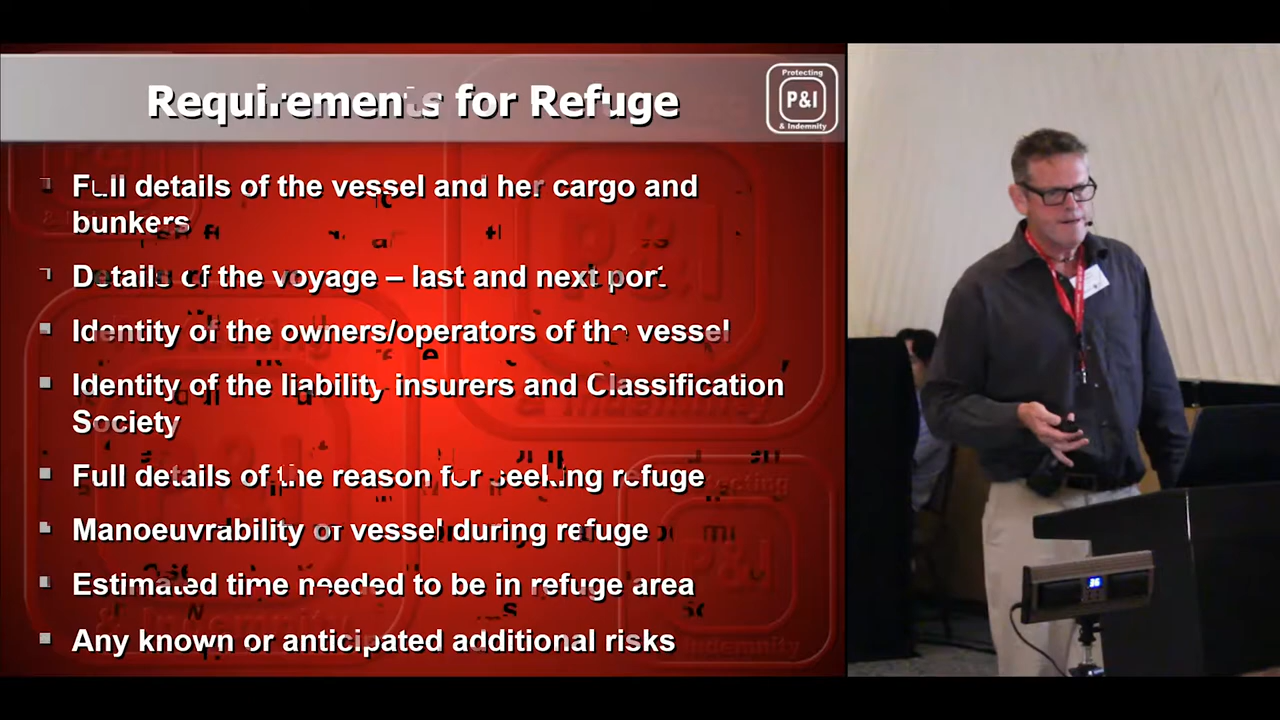 Requirements for Refuge
Protecting
P&I
& Indemnity
Full details of the vessel and her cargo and
bunkers
Details of the voyage – last and next port
Identity of the owners/operators of the vessel
Identity of the liability insurers and Classification
Society
Full details of the reason for seeking refuge
Manoeuvrability of vessel during refuge
Estimated time needed to be in refuge area
Any known or anticipated additional risks